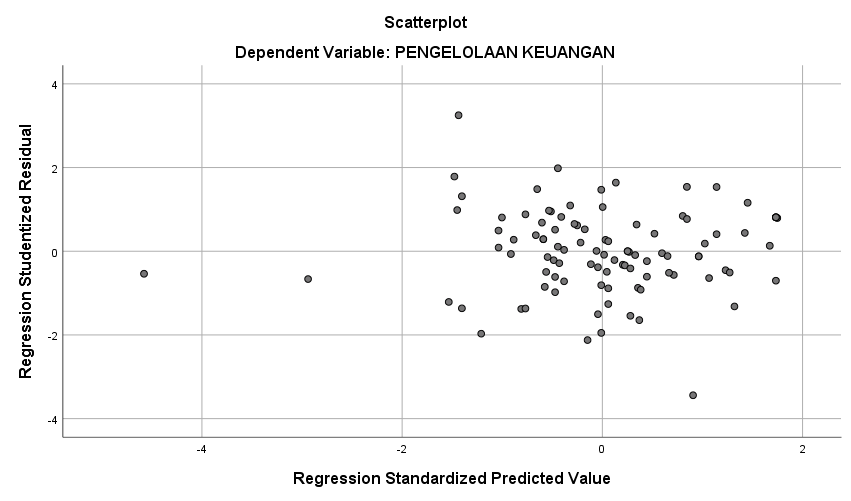 Scatterplot
Dependent Variable: PENGELOLAAN KEUANGAN
Regression Studentized Residual
4
2
0
-2
-4
-4
-2
0
2
Regression Standardized Predicted Value